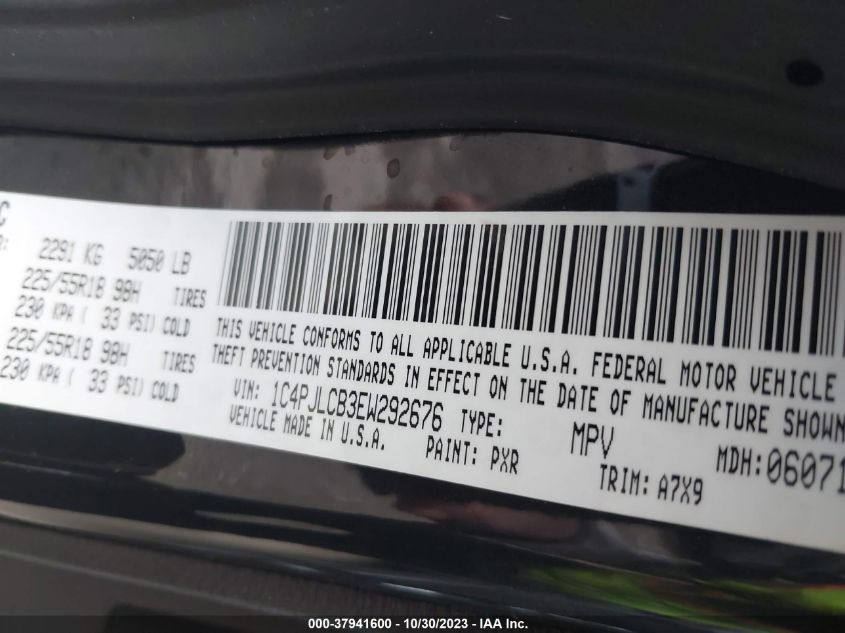 2291 KG 5050 LB
225/55R18 98H TIRES
230 KPA ( 33 PSI) COLD
225/55R18 98H TIRES
230 KPA ( 33 PSI) COLD
THIS VEHICLE CONFORMS TO ALL APPLICABLE U.S.A. FEDERAL MOTOR VEHICLE
THEFT PREVENTION STANDARDS IN EFFECT ON THE DATE OF MANUFACTURE SHOWN
VIN: 1C4PJLCB3EW292676 TYPE: MPV MDH:06071
VEHICLE MADE IN U.S.A. PAINT: PXR TRIM: A7X9
000-37941600 - 10/30/2023 - IAA Inc.